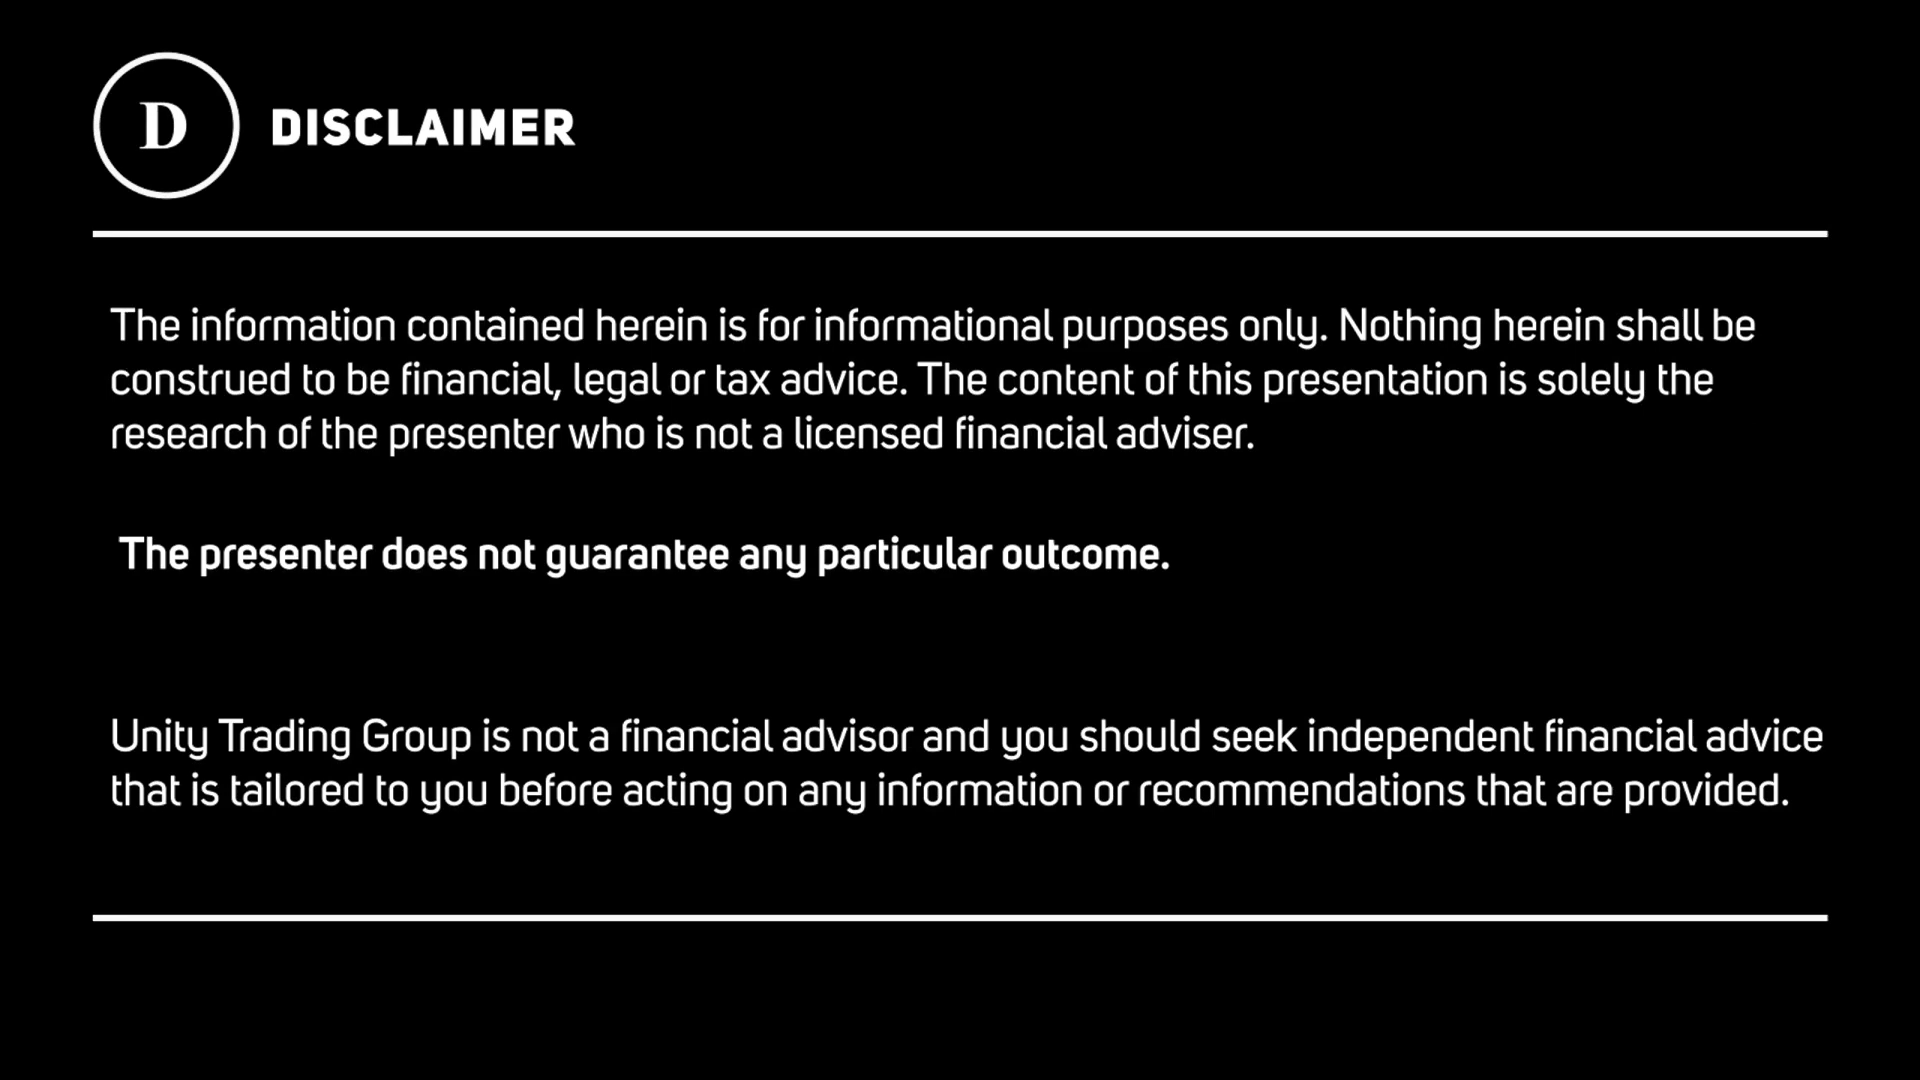 D
DISCLAIMER
The information contained herein is for informational purposes only. Nothing herein shall be
construed to be financial, legal or tax advice. The content of this presentation is solely the
research of the presenter who is not a licensed financial adviser.
The presenter does not guarantee any particular outcome.
Unity Trading Group is not a financial advisor and you should seek independent financial advice
that is tailored to you before acting on any information or recommendations that are provided.